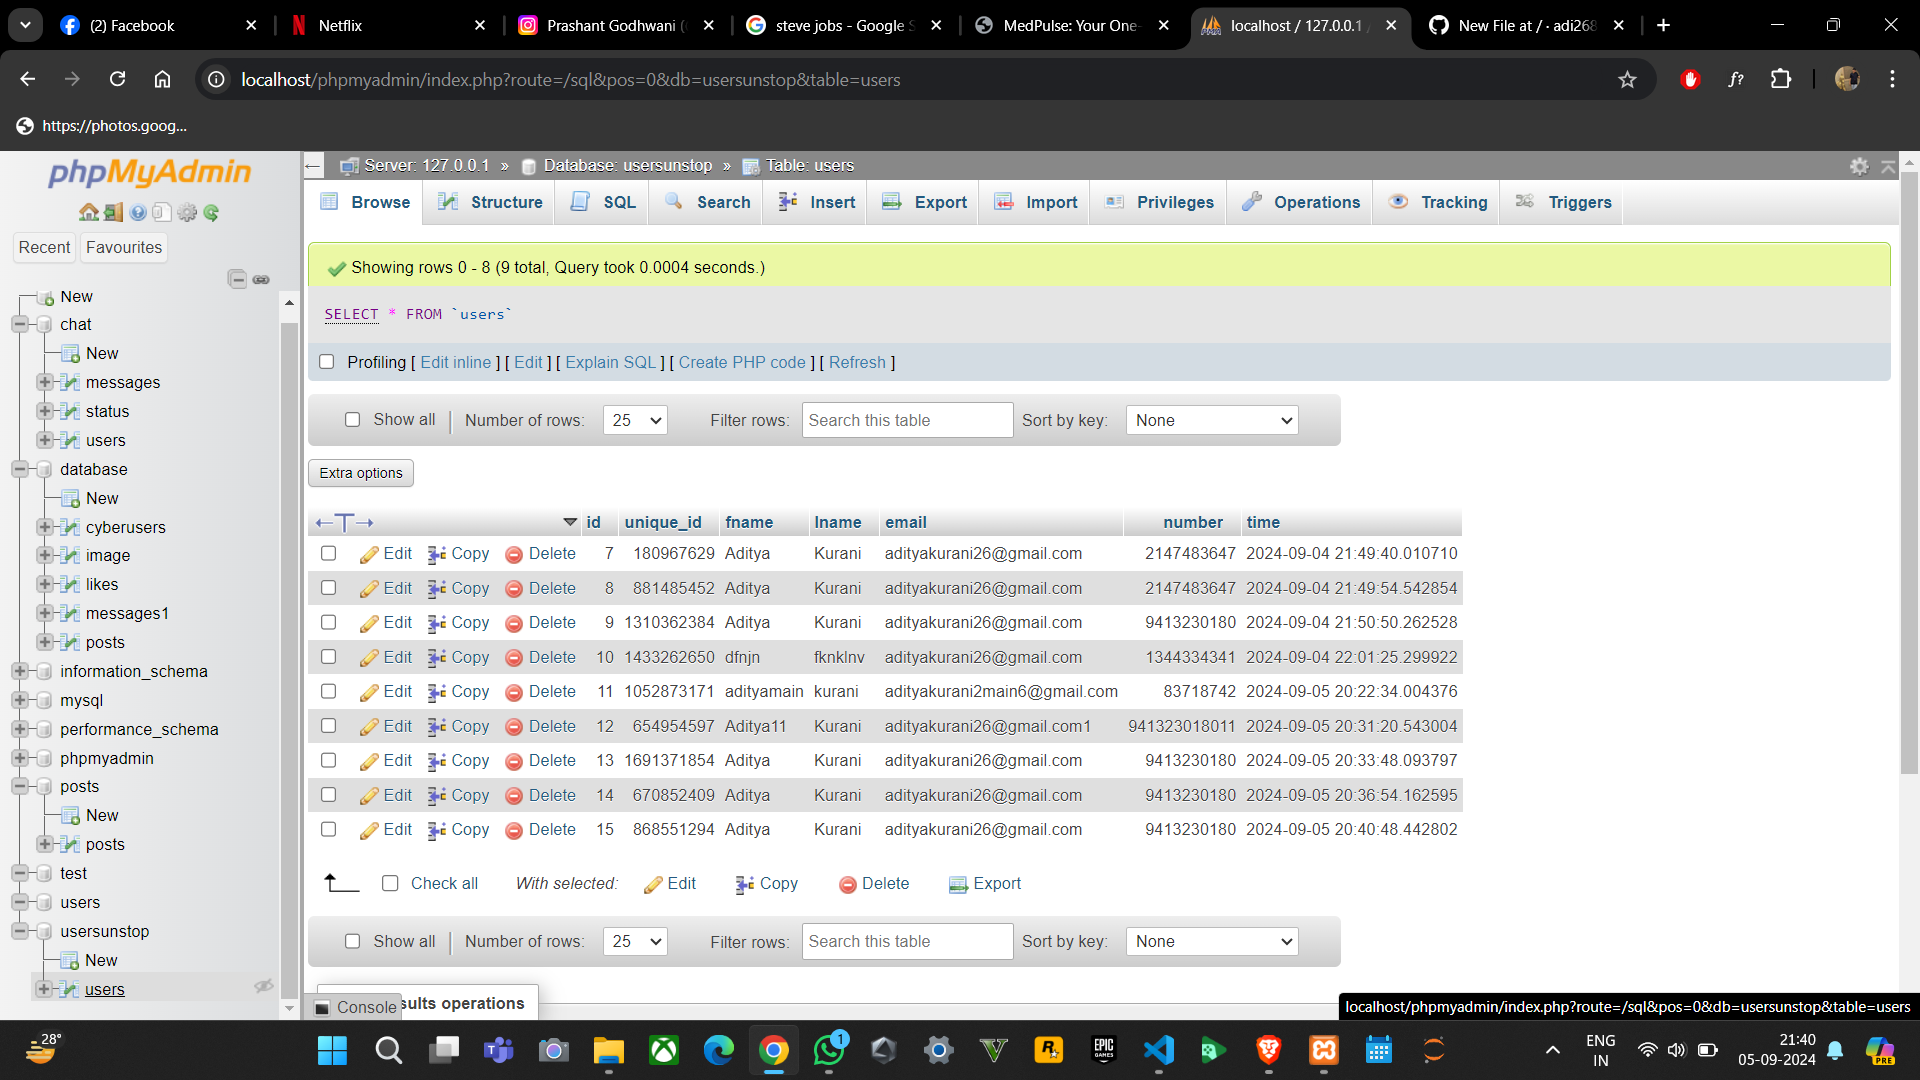 (2) Facebook
Netflix
Prashant Godhwani (
steve jobs - Google S
MedPulse: Your One-
localhost / 127.0.0.1 /
New File at / · adi268
localhost/phpmyadmin/index.php?route=/sql&pos=0&db=usersunstop&table=users
f?
https://photos.goog...
phpMyAdmin
Recent
Favourites
New
chat
New
messages
status
users
database
New
cyberusers
image
likes
messages1
posts
information_schema
mysql
performance_schema
phpmyadmin
posts
New
posts
test
users
usersunstop
New
users
Server: 127.0.0.1 » Database: usersunstop » Table: users
Browse Structure SQL Search Insert Export Import Privileges Operations Tracking Triggers
Showing rows 0 - 8 (9 total, Query took 0.0004 seconds.)
SELECT * FROM `users`
Profiling [ Edit inline ] [ Edit ] [ Explain SQL ] [ Create PHP code ] [ Refresh ]
Show all Number of rows: 25 Filter rows: Search this table Sort by key: None
Extra options
id unique_id fname lname email number time
Edit Copy Delete 7 180967629 Aditya Kurani adityakurani26@gmail.com 2147483647 2024-09-04 21:49:40.010710
Edit Copy Delete 8 881485452 Aditya Kurani adityakurani26@gmail.com 2147483647 2024-09-04 21:49:54.542854
Edit Copy Delete 9 1310362384 Aditya Kurani adityakurani26@gmail.com 9413230180 2024-09-04 21:50:50.262528
Edit Copy Delete 10 1433262650 dfnjn fknklnv adityakurani26@gmail.com 1344334341 2024-09-04 22:01:25.299922
Edit Copy Delete 11 1052873171 adityamain kurani adityakurani2main6@gmail.com 83718742 2024-09-05 20:22:34.004376
Edit Copy Delete 12 654954597 Aditya11 Kurani adityakurani26@gmail.com1 941323018011 2024-09-05 20:31:20.543004
Edit Copy Delete 13 1691371854 Aditya Kurani adityakurani26@gmail.com 9413230180 2024-09-05 20:33:48.093797
Edit Copy Delete 14 670852409 Aditya Kurani adityakurani26@gmail.com 9413230180 2024-09-05 20:36:54.162595
Edit Copy Delete 15 868551294 Aditya Kurani adityakurani26@gmail.com 9413230180 2024-09-05 20:40:48.442802
Check all With selected: Edit Copy Delete Export
Show all Number of rows: 25 Filter rows: Search this table Sort by key: None
Console
sults operations
localhost/phpmyadmin/index.php?route=/sql&pos=0&db=usersunstop&table=users
28°
1
EPIC
GAMES
ENG
IN
21:40
05-09-2024
PRE